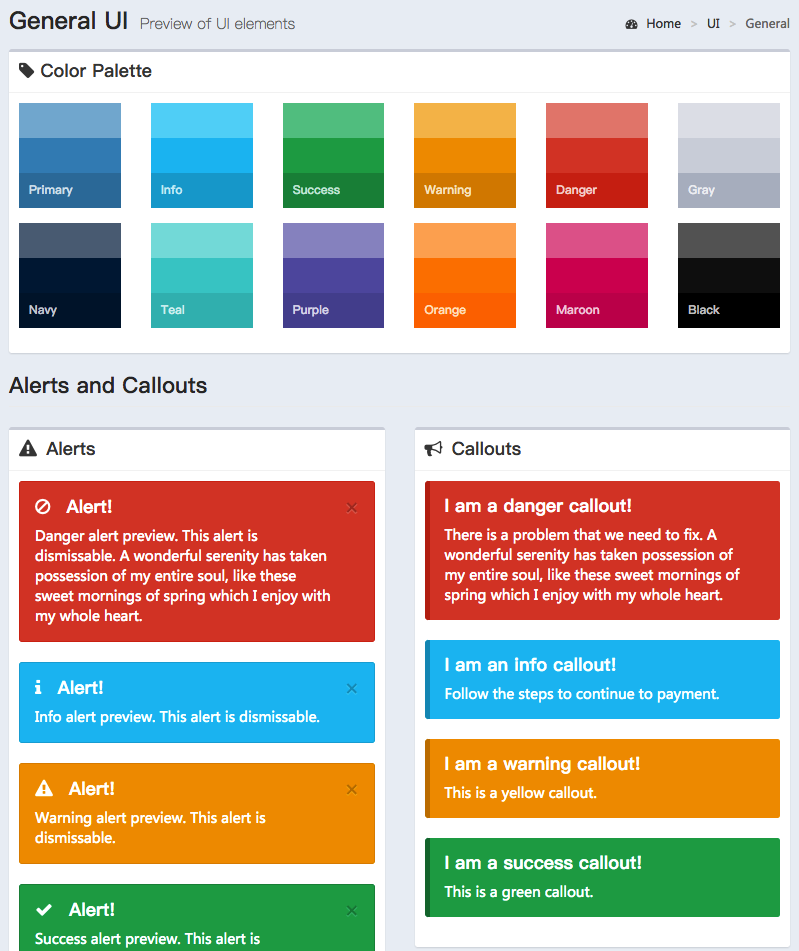 General UI Preview of UI elements
Home > UI > General
Color Palette
Primary Info Success Warning Danger Gray
Navy Teal Purple Orange Maroon Black
Alerts and Callouts
Alerts
Alert!
Danger alert preview. This alert is
dismissable. A wonderful serenity has taken
possession of my entire soul, like these
sweet mornings of spring which I enjoy with
my whole heart.
Alert!
Info alert preview. This alert is dismissable.
Alert!
Warning alert preview. This alert is
dismissable.
Alert!
Success alert preview. This alert is
Callouts
I am a danger callout!
There is a problem that we need to fix. A
wonderful serenity has taken possession of
my entire soul, like these sweet mornings of
spring which I enjoy with my whole heart.
I am an info callout!
Follow the steps to continue to payment.
I am a warning callout!
This is a yellow callout.
I am a success callout!
This is a green callout.